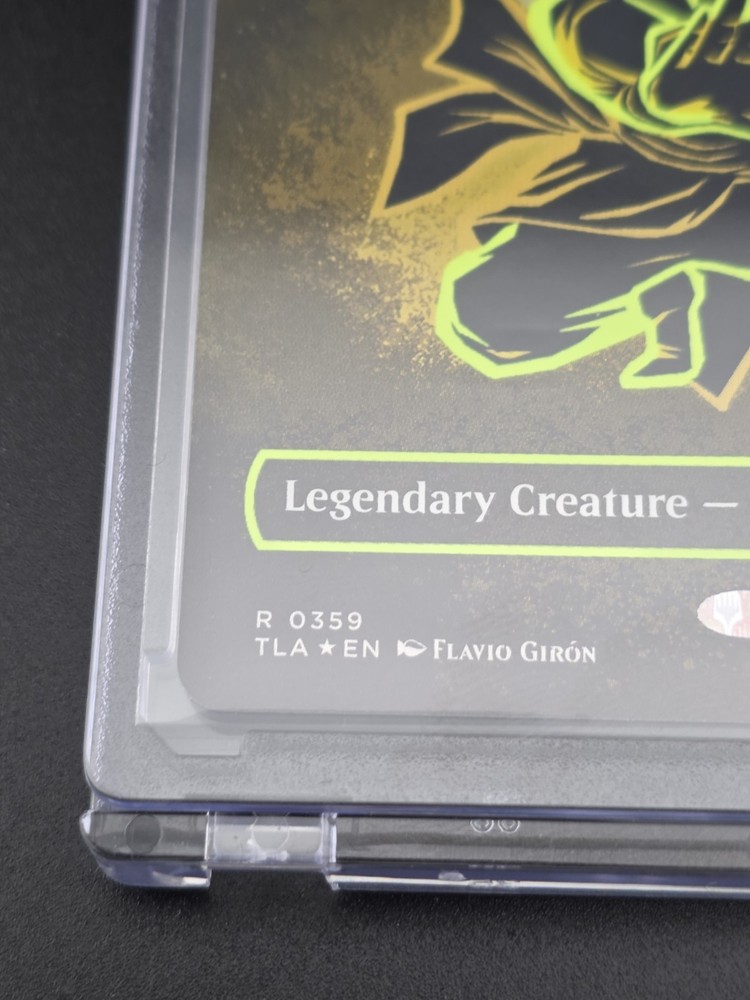 Legendary Creature —
R 0359
TLA ★ EN FLAVIO GIRÓN